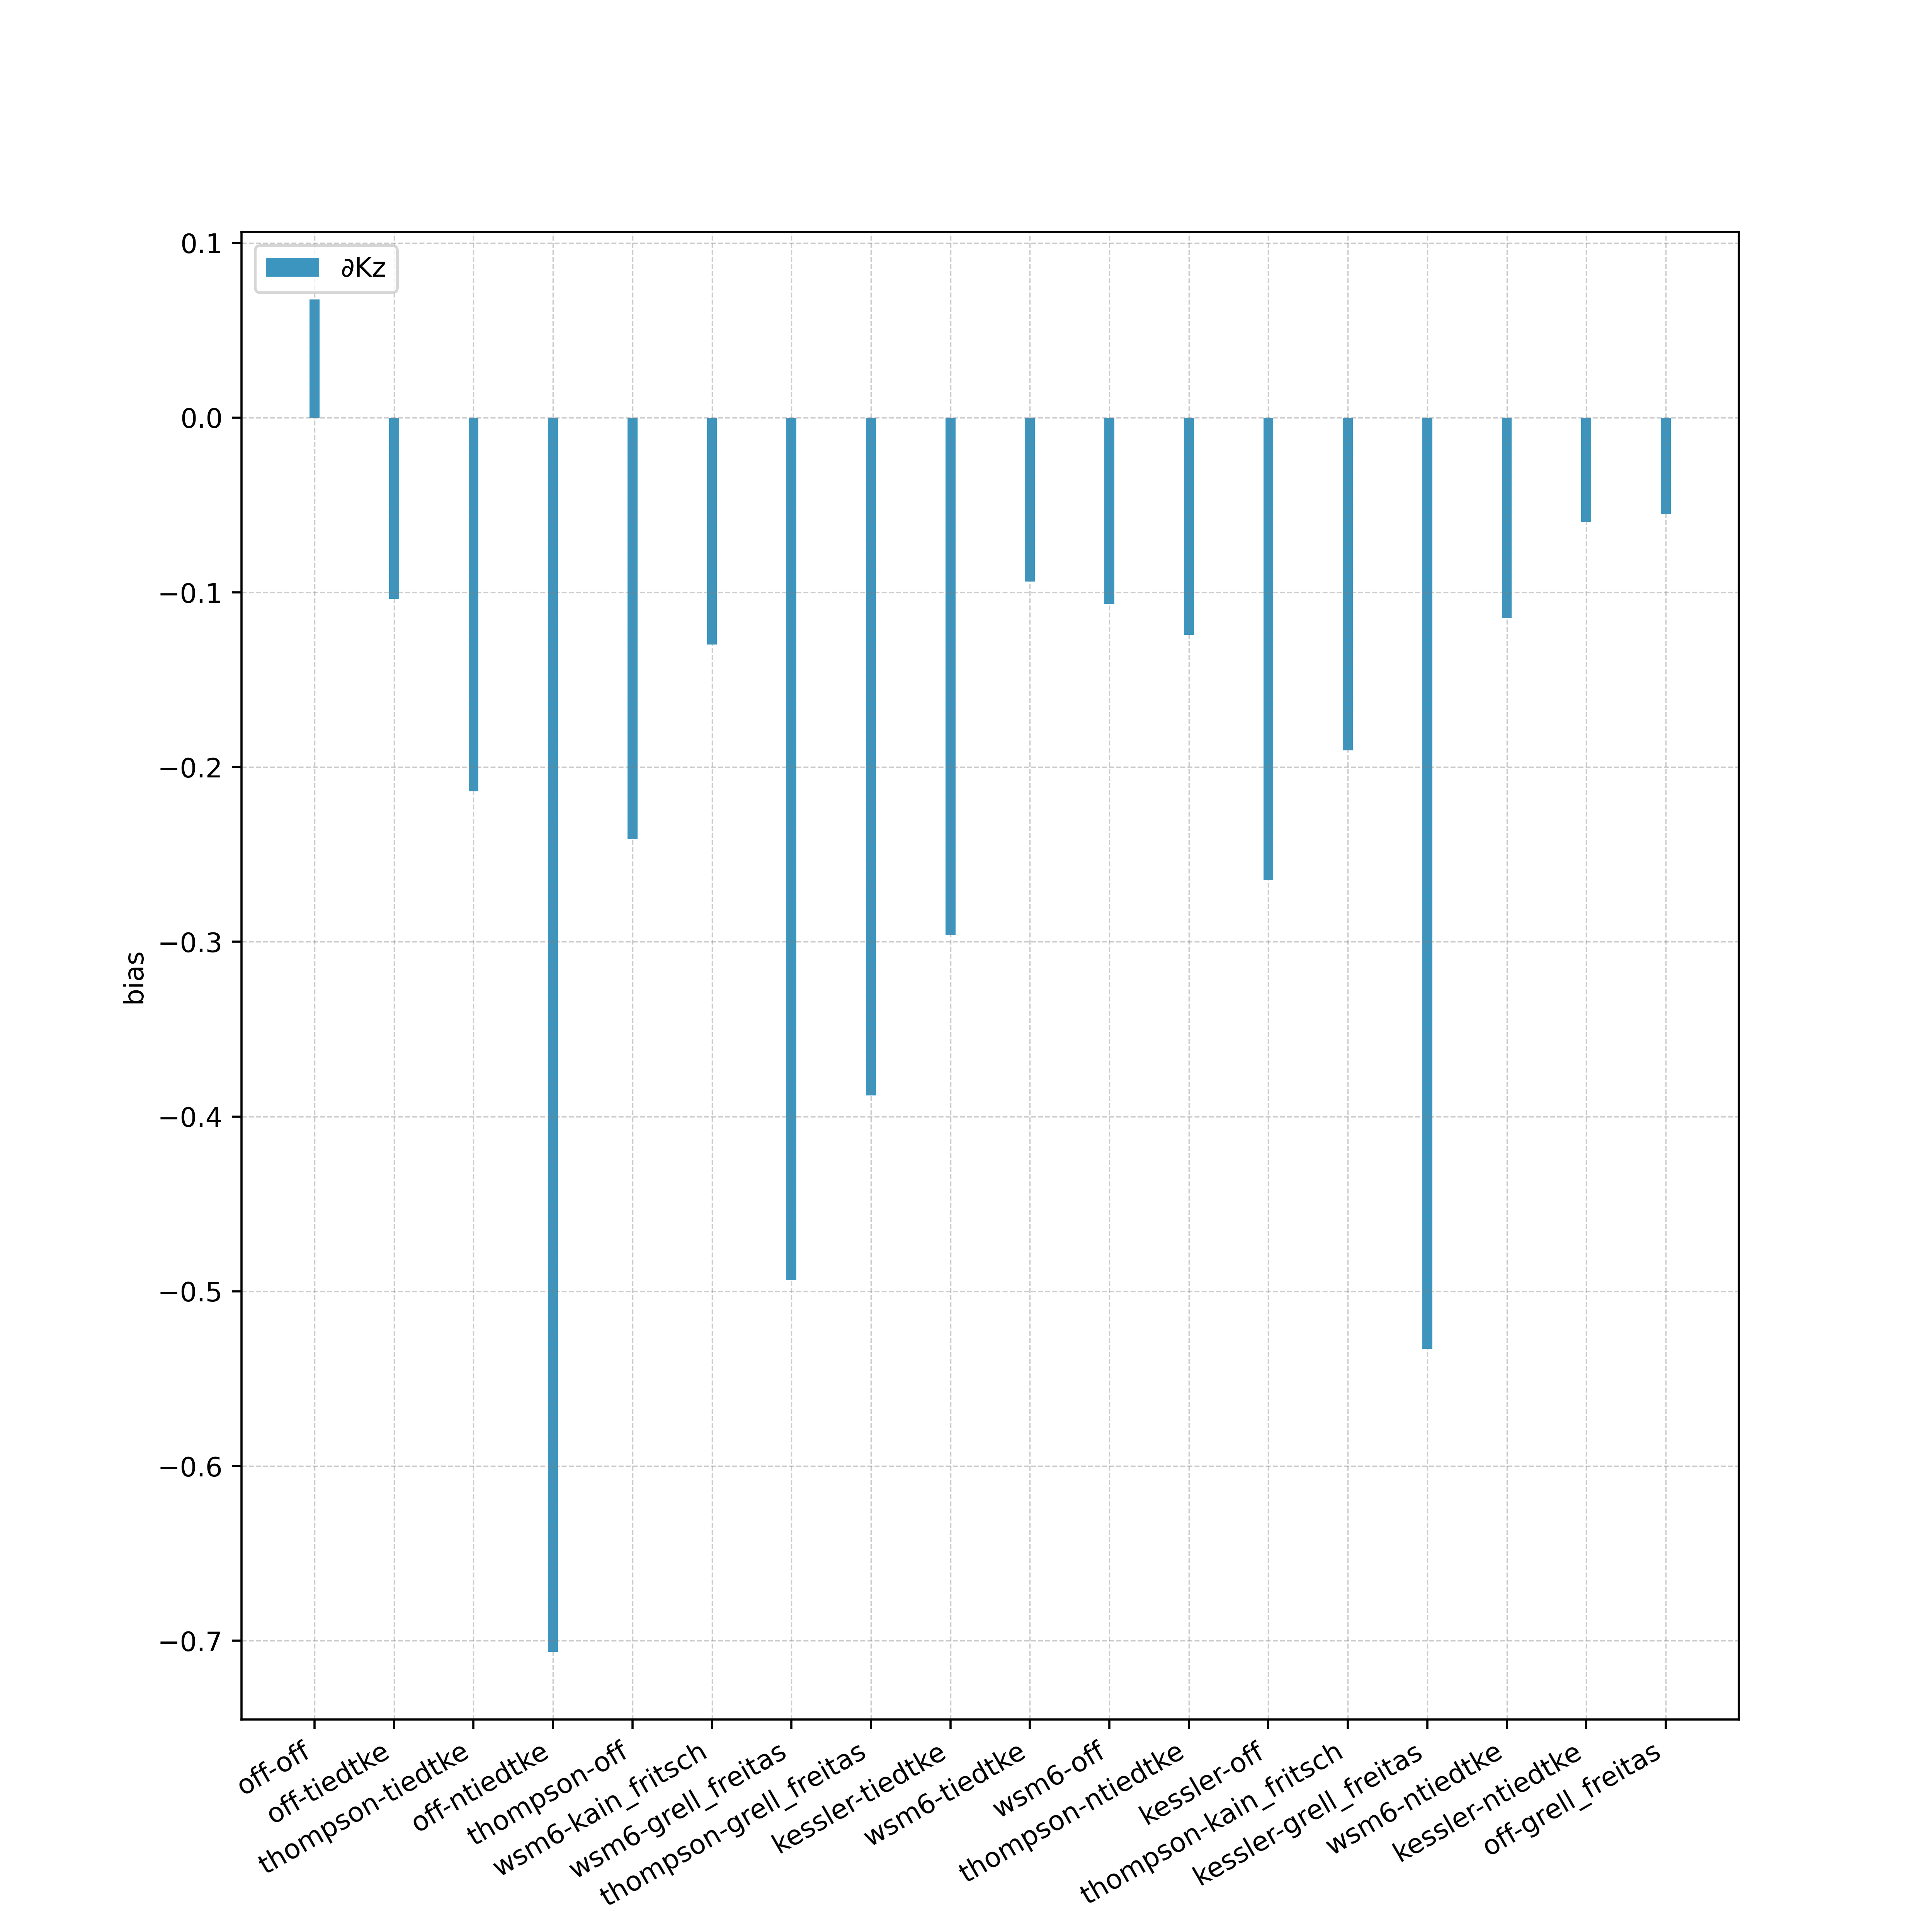 0.1
∂Kz
0.0
−0.1
−0.2
−0.3
bias
−0.4
−0.5
−0.6
−0.7
off-off
off-tiedtke
thompson-tiedtke
off-ntiedtke
thompson-off
wsm6-kain_fritsch
wsm6-grell_freitas
thompson-grell_freitas
kessler-tiedtke
wsm6-tiedtke
wsm6-off
thompson-ntiedtke
kessler-off
thompson-kain_fritsch
kessler-grell_freitas
wsm6-ntiedtke
kessler-ntiedtke
off-grell_freitas